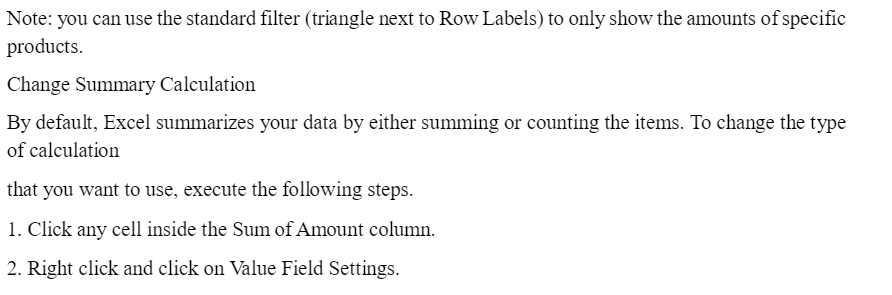 Note: you can use the standard filter (triangle next to Row Labels) to only show the amounts of specific
products.
Change Summary Calculation
By default, Excel summarizes your data by either summing or counting the items. To change the type
of calculation
that you want to use, execute the following steps.
1. Click any cell inside the Sum of Amount column.
2. Right click and click on Value Field Settings.